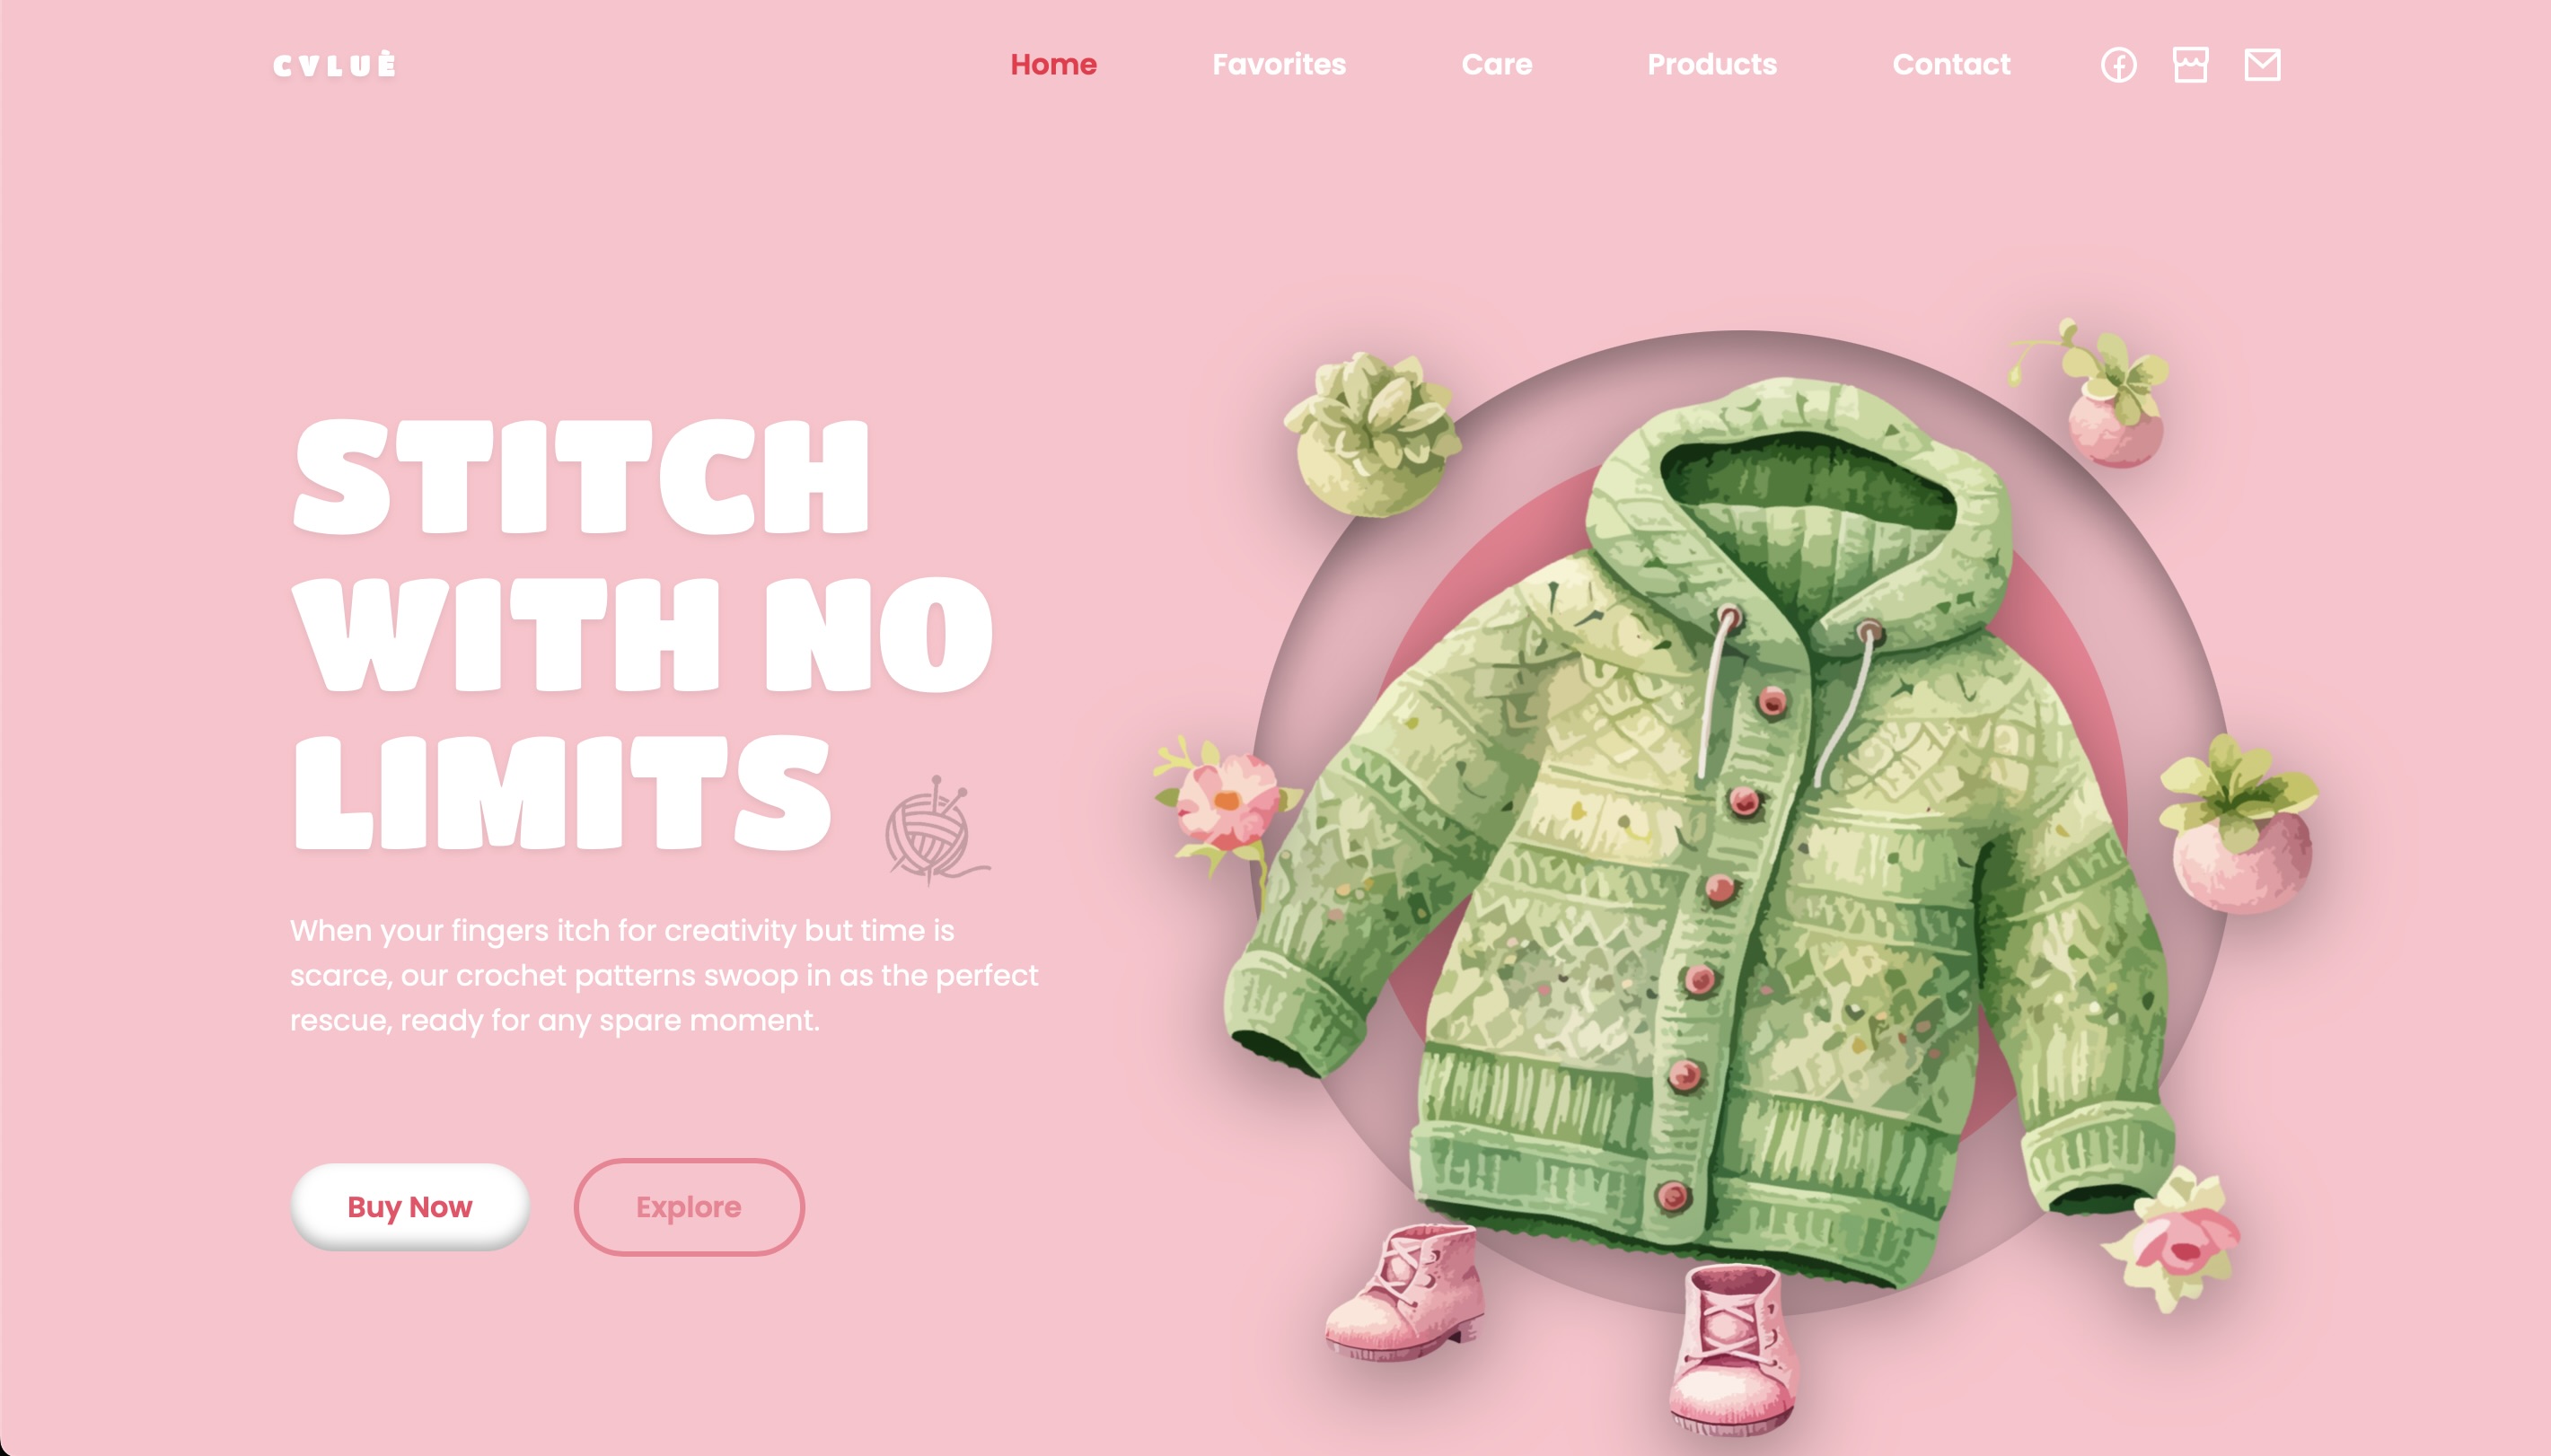 CVLUÈ
Home
Favorites
Care
Products
Contact
STITCH
WITH NO
LIMITS
When your fingers itch for creativity but time is
scarce, our crochet patterns swoop in as the perfect
rescue, ready for any spare moment.
Buy Now
Explore